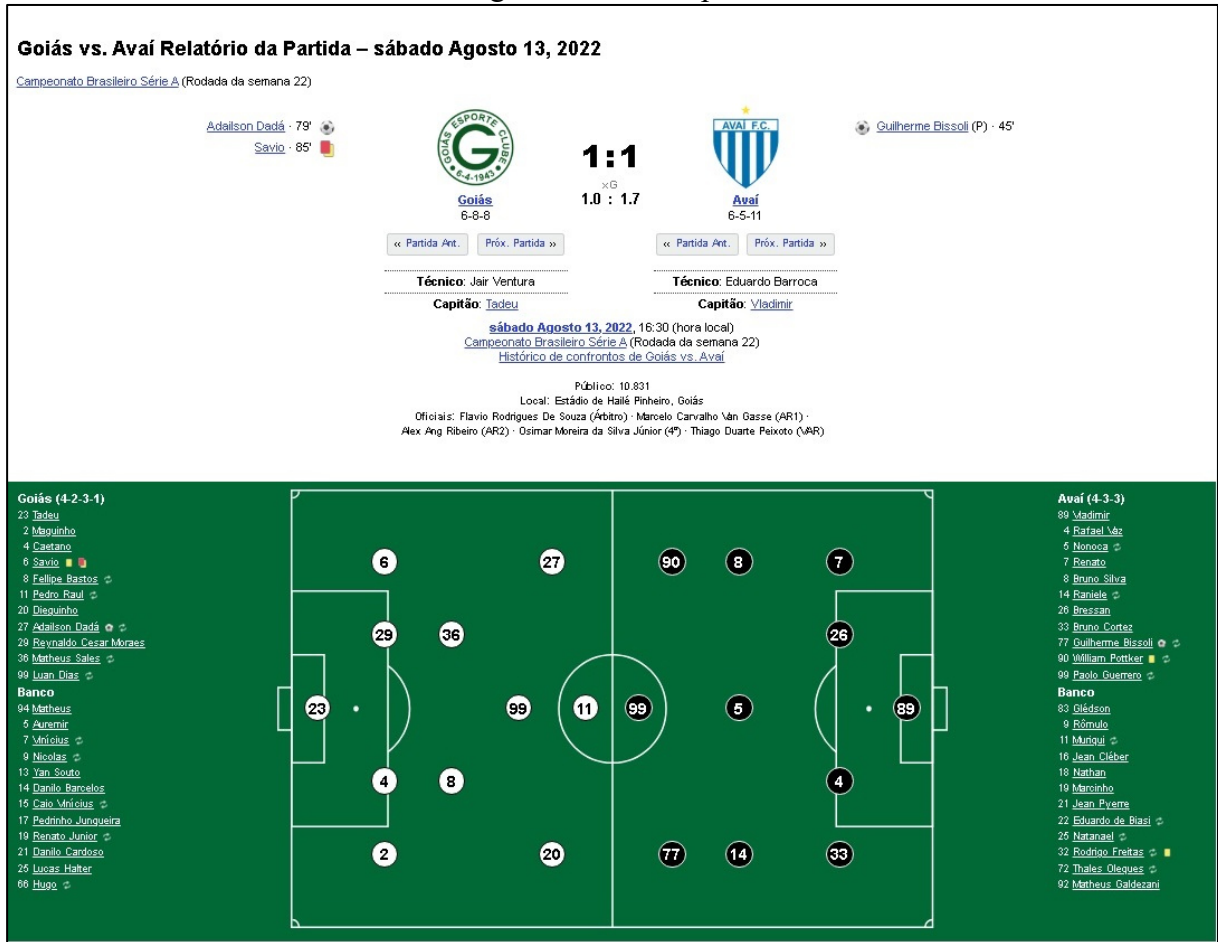 Goiás vs. Avaí Relatório da Partida – sábado Agosto 13, 2022
Campeonato Brasileiro Série A (Rodada da semana 22)
Adailson Dadá · 79'
Savio · 85'
GOIÁS ESPORTE CLUBE
G
6-4-1943
Goiás
6-8-8
1:1
xG
1.0 : 1.7
AVAÍ F.C.
Avaí
6-5-11
Guilherme Bissoli (P) · 45'
‹‹ Partida Ant. Próx. Partida ››
‹‹ Partida Ant. Próx. Partida ››
Técnico: Jair Ventura
Capitão: Tadeu
Técnico: Eduardo Barroca
Capitão: Vladimir
sábado Agosto 13, 2022, 16:30 (hora local)
Campeonato Brasileiro Série A (Rodada da semana 22)
Histórico de confrontos de Goiás vs. Avaí
Público: 10.831
Local: Estádio de Hailé Pinheiro, Goiás
Oficiais: Flavio Rodrigues De Souza (Árbitro) · Marcelo Carvalho Van Gasse (AR1) ·
Alex Ang Ribeiro (AR2) · Osimar Moreira da Silva Júnior (4º) · Thiago Duarte Peixoto (VAR)
Goiás (4-2-3-1)
23 Tadeu
2 Maguinho
4 Caetano
6 Savio
8 Fellipe Bastos
11 Pedro Raul
20 Dieguinho
27 Adailson Dadá
29 Reynaldo Cesar Moraes
36 Matheus Sales
99 Luan Dias
Banco
94 Matheus
5 Auremir
7 Vinícius
9 Nicolas
13 Yan Souto
14 Danilo Barcelos
15 Caio Vinícius
17 Pedrinho Junqueira
19 Renato Junior
21 Danilo Cardoso
25 Lucas Halter
66 Hugo
6 27 90 8 7
29 36 26
23 99 11 99 5 89
4 8 4
2 20 77 14 33
Avaí (4-3-3)
89 Vladimir
4 Rafael Vaz
5 Nonoca
7 Renato
8 Bruno Silva
14 Raniele
26 Bressan
33 Bruno Cortez
77 Guilherme Bissoli
90 William Pottker
99 Paolo Guerrero
Banco
83 Glédson
9 Rômulo
11 Muriqui
16 Jean Cléber
18 Nathan
19 Marcinho
21 Jean Pyerre
22 Eduardo de Biasi
25 Natanael
32 Rodrigo Freitas
72 Thales Oleques
92 Matheus Galdezani